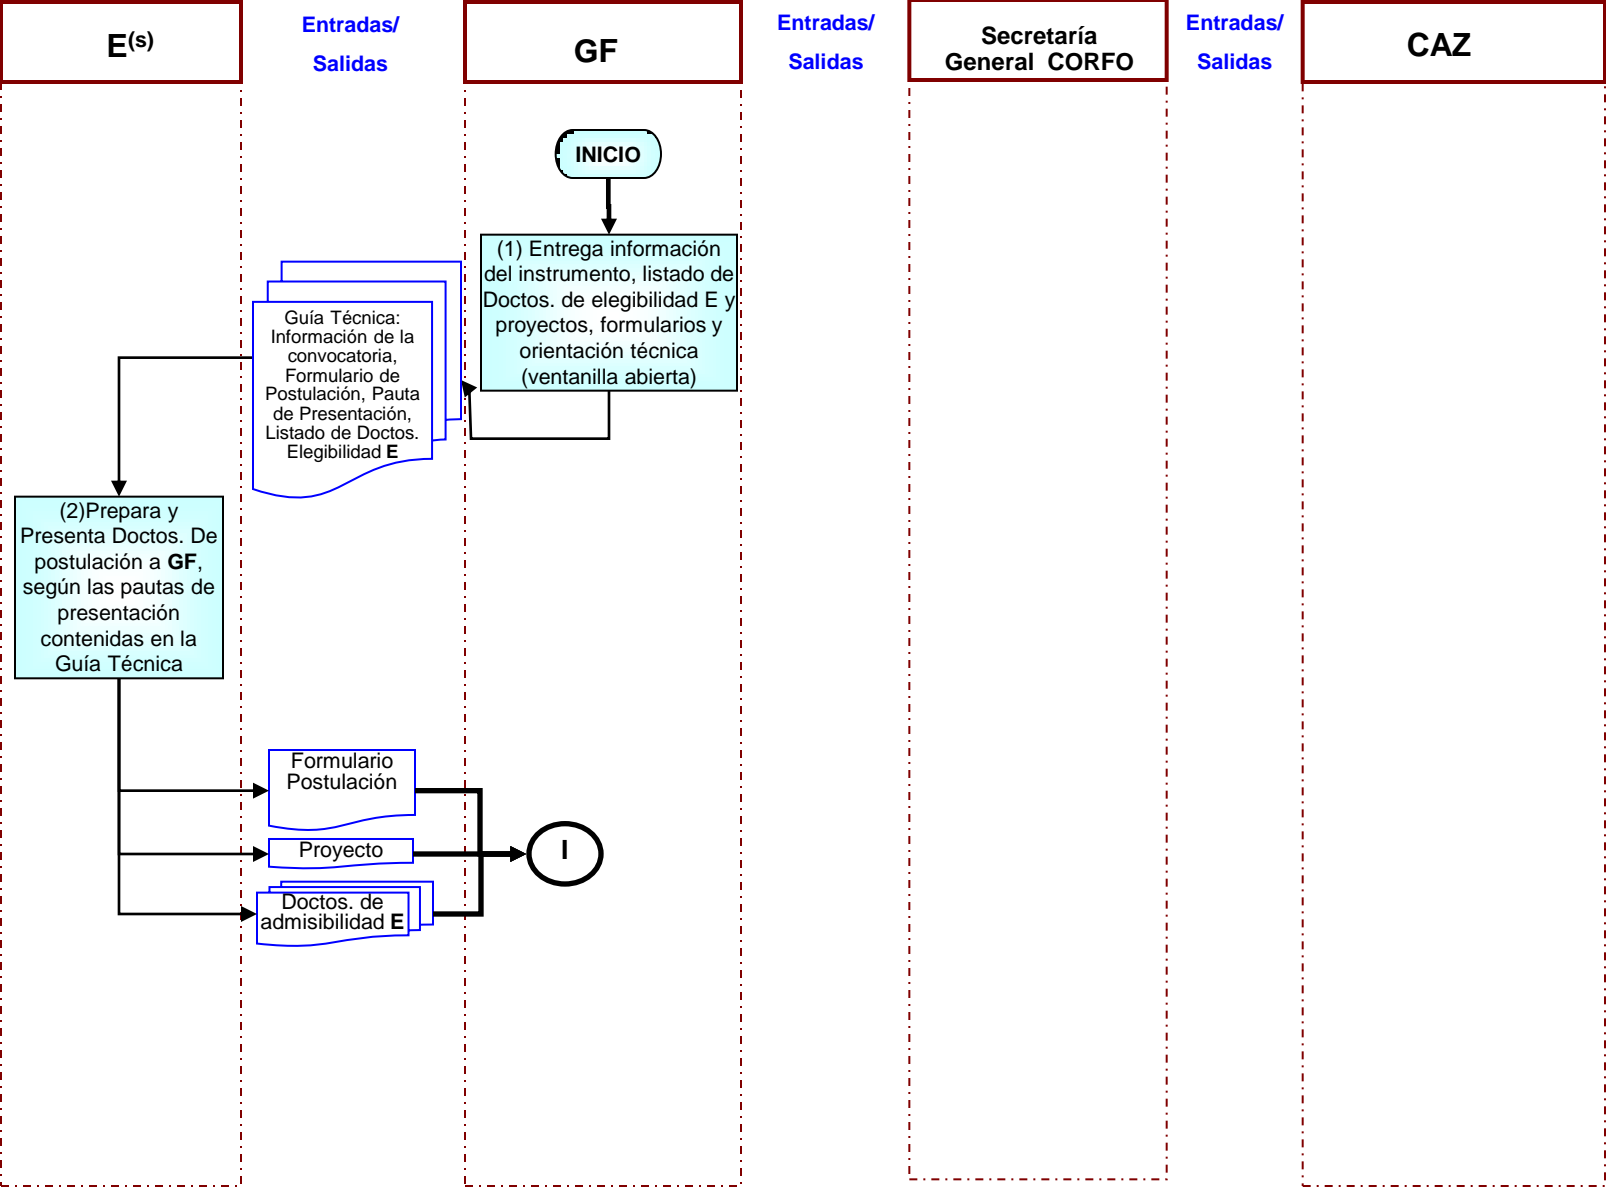 E(s)
Entradas/
Salidas
GF
Entradas/
Salidas
Secretaría
General CORFO
Entradas/
Salidas
CAZ
INICIO
(1) Entrega información
del instrumento, listado de
Doctos. de elegibilidad E y
proyectos, formularios y
orientación técnica
(ventanilla abierta)
Guía Técnica:
Información de la
convocatoria,
Formulario de
Postulación, Pauta
de Presentación,
Listado de Doctos.
Elegibilidad E
(2)Prepara y
Presenta Doctos. De
postulación a GF,
según las pautas de
presentación
contenidas en la
Guía Técnica
Formulario
Postulación
Proyecto
I
Doctos. de
admisibilidad E